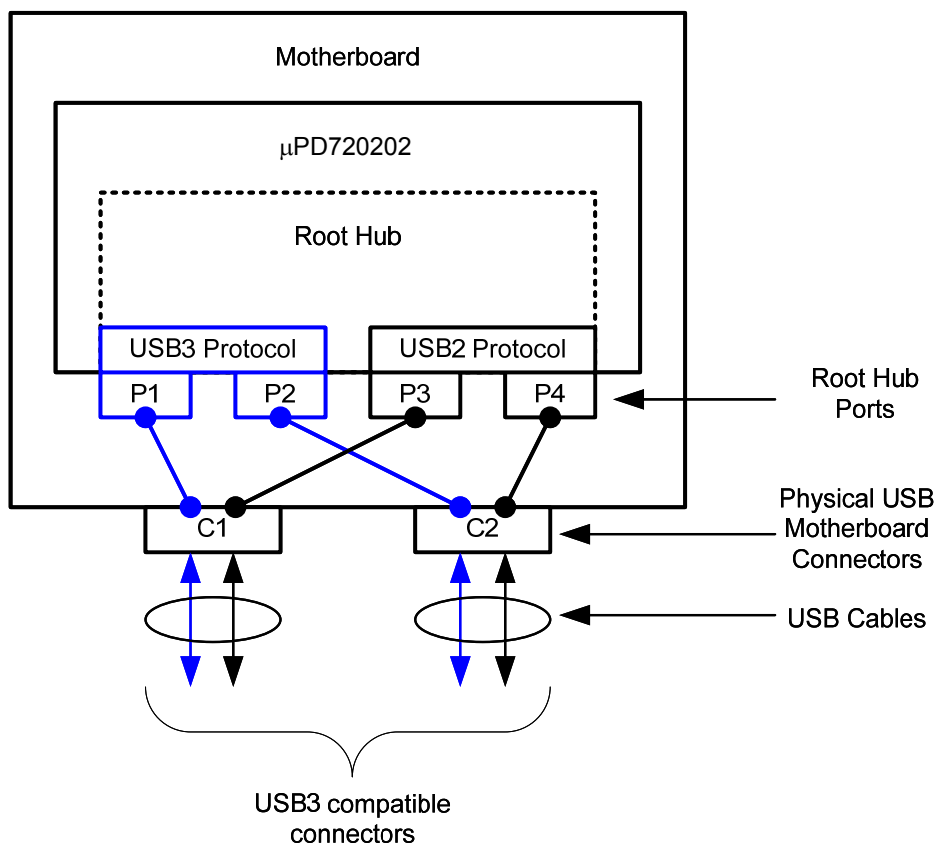 Motherboard
μPD720202
Root Hub
USB3 Protocol
USB2 Protocol
P1
P2
P3
P4
Root Hub
Ports
C1
C2
Physical USB
Motherboard
Connectors
USB Cables
USB3 compatible
connectors